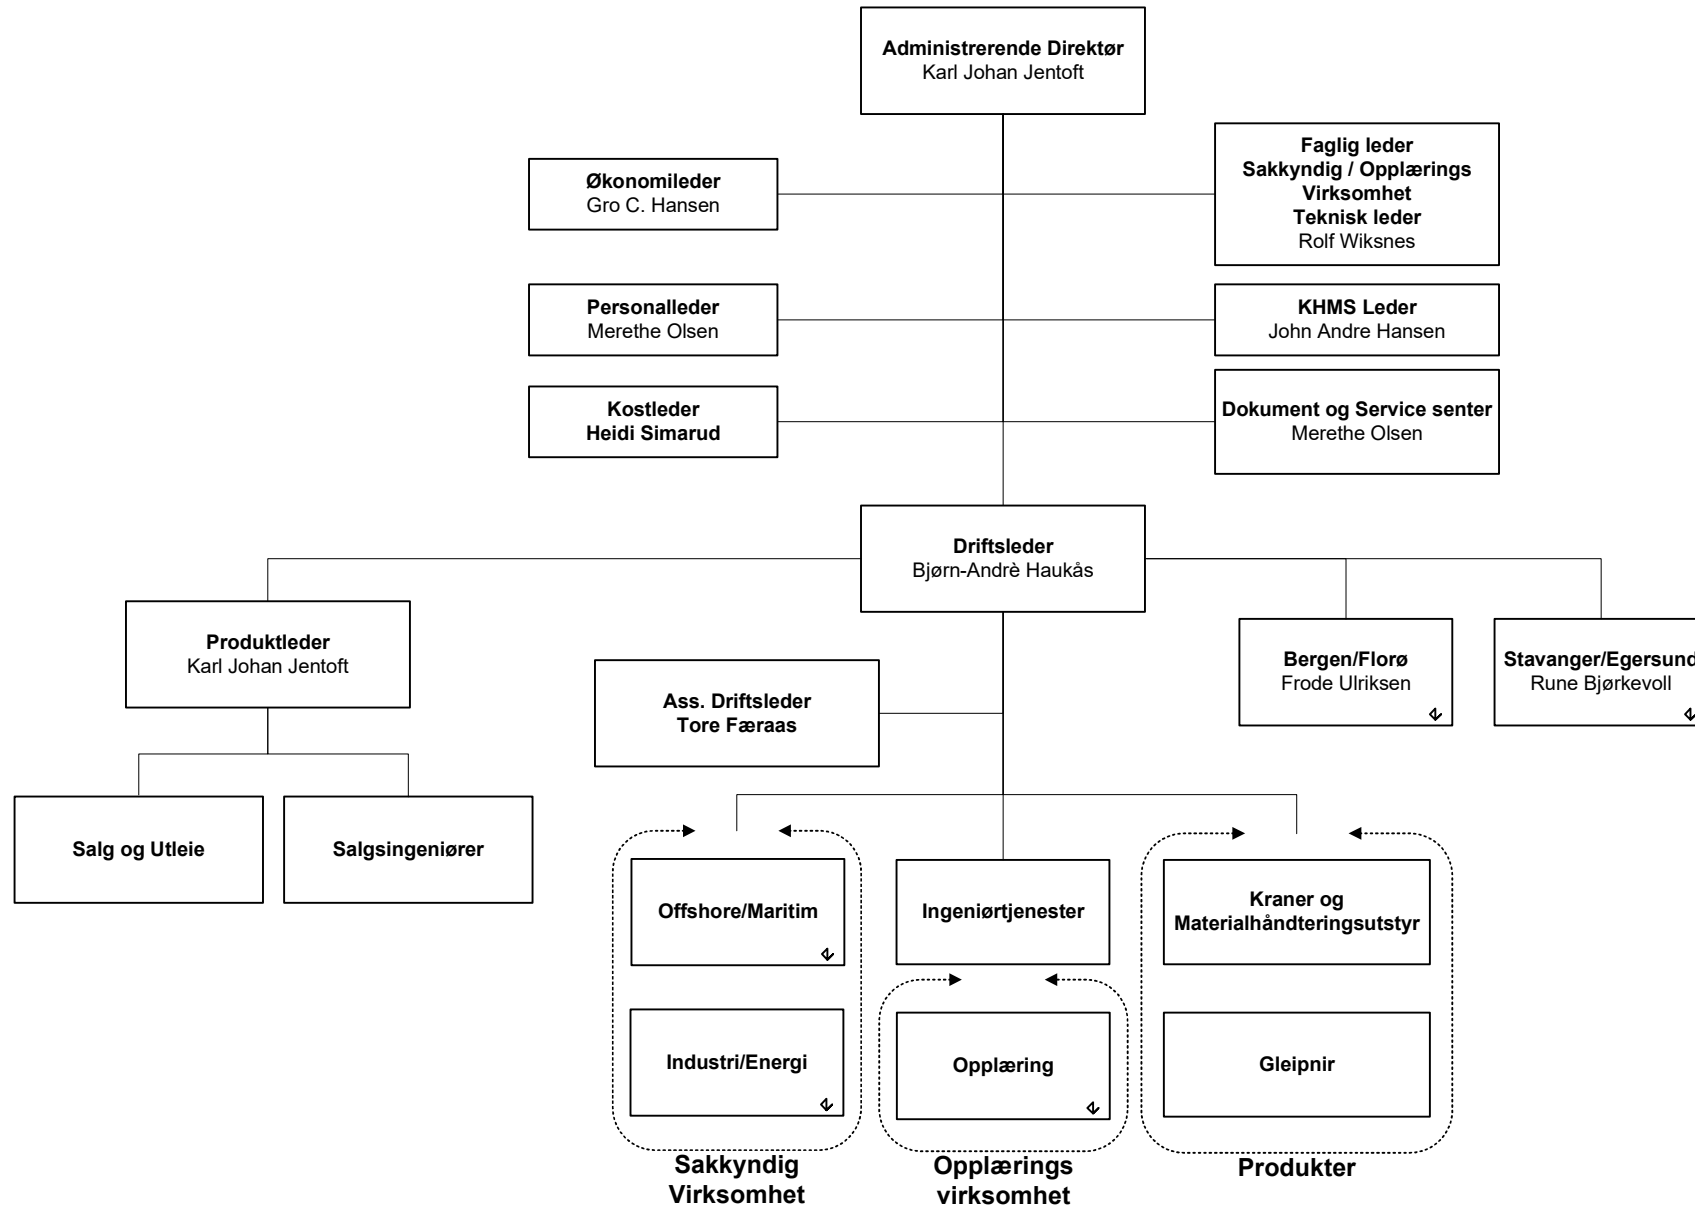 Administrerende Direktør
Karl Johan Jentoft
Økonomileder
Gro C. Hansen
Faglig leder
Sakkyndig / Opplærings
Virksomhet
Teknisk leder
Rolf Wiksnes
Personalleder
Merethe Olsen
KHMS Leder
John Andre Hansen
Kostleder
Heidi Simarud
Dokument og Service senter
Merethe Olsen
Driftsleder
Bjørn-Andrè Haukås
Produktleder
Karl Johan Jentoft
Ass. Driftsleder
Tore Færaas
Bergen/Florø
Frode Ulriksen
Stavanger/Egersund
Rune Bjørkevoll
Salg og Utleie
Salgsingeniører
Offshore/Maritim
Ingeniørtjenester
Kraner og
Materialhåndteringsutstyr
Industri/Energi
Opplæring
Gleipnir
Sakkyndig
Virksomhet
Opplærings
virksomhet
Produkter